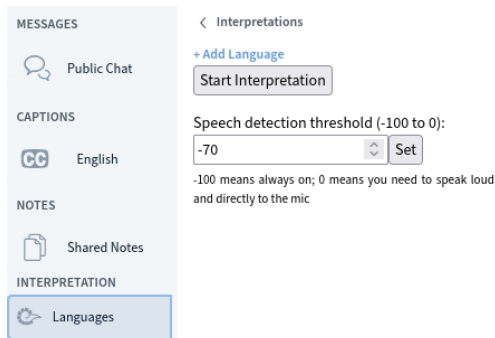 MESSAGES
Public Chat
CAPTIONS
CC English
NOTES
Shared Notes
INTERPRETATION
Languages
Interpretations
+ Add Language
Start Interpretation
Speech detection threshold (-100 to 0):
-70 Set
-100 means always on; 0 means you need to speak loud
and directly to the mic